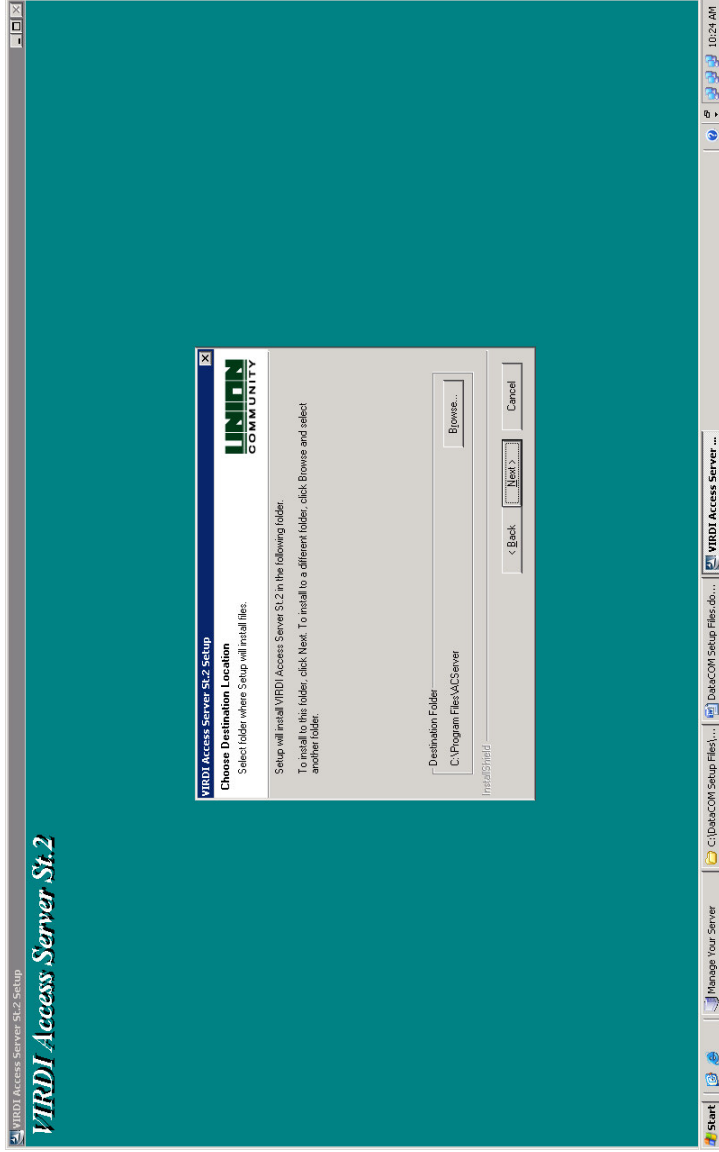 VIRDI Access Server St.2 Setup
VIRDI Access Server St.2
VIRDI Access Server St.2 Setup
Choose Destination Location
Select folder where Setup will install files.
UNION
COMMUNITY
Setup will install VIRDI Access Server St.2 in the following folder.
To install to this folder, click Next. To install to a different folder, click Browse and select
another folder.
Destination Folder
C:\Program Files\ACServer
Browse...
InstallShield
< Back
Next >
Cancel
Start
Manage Your Server
C:\DataCOM Setup Files\...
DataCOM Setup Files.do...
VIRDI Access Server ...
10:24 AM